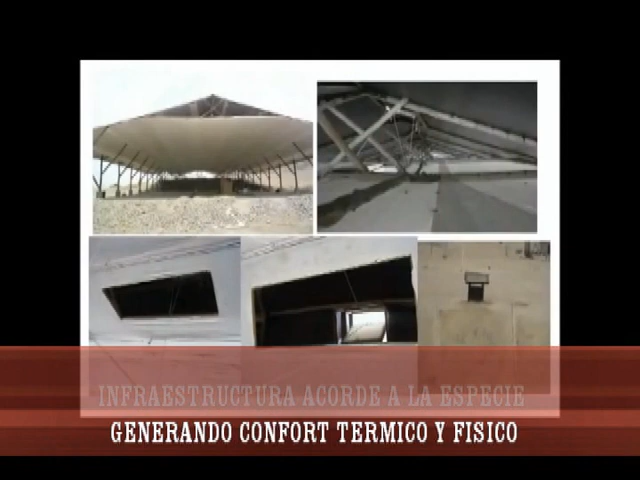 INFRAESTRUCTURA ACORDE A LA ESPECIE
GENERANDO CONFORT TERMICO Y FISICO